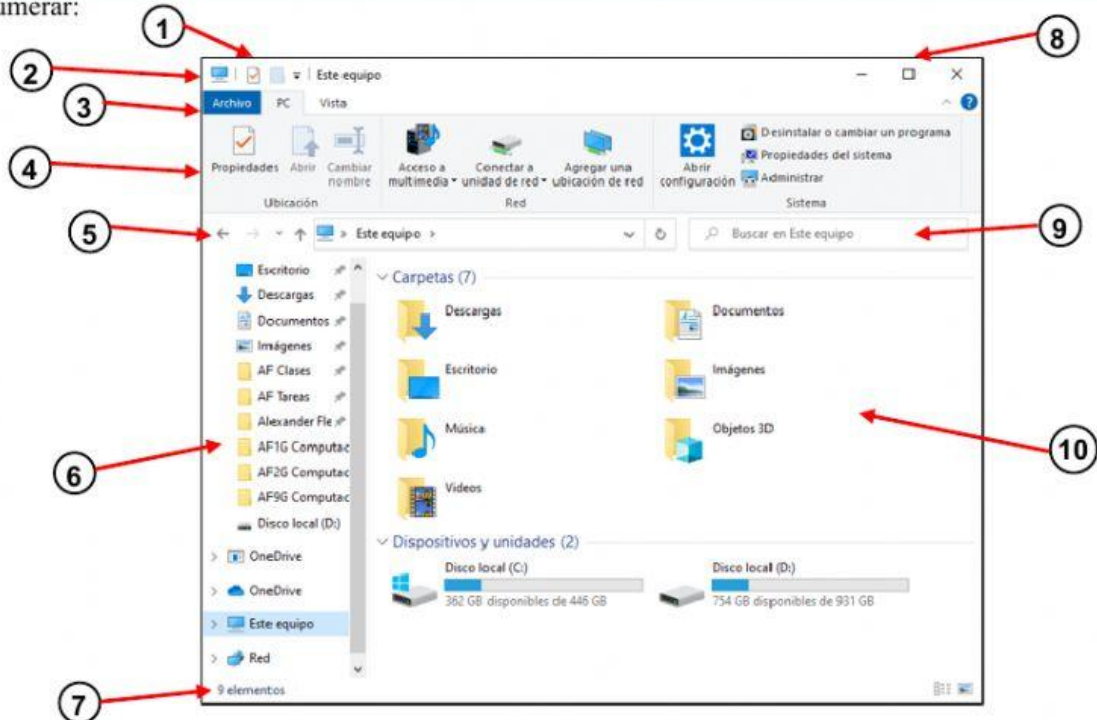 umerar:
1
8
2
Este equipo
3
Archivo PC Vista
4
Propiedades Abrir Cambiar nombre
Acceso a multimedia Conectar a unidad de red Agregar una ubicación de red
Abrir configuración
Desinstalar o cambiar un programa
Propiedades del sistema
Administrar
Ubicación Red Sistema
5
Este equipo
Buscar en Este equipo
9
Escritorio
Descargas
Documentos
Imágenes
AF Clases
AF Tareas
Alexander Fle
AF1G Computac
AF2G Computac
AF9G Computac
Disco local (D:)
OneDrive
OneDrive
Este equipo
Red
6
Carpetas (7)
Descargas Documentos
Escritorio Imágenes
Música Objetos 3D
Videos
10
Dispositivos y unidades (2)
Disco local (C:) Disco local (D:)
362 GB disponibles de 446 GB 754 GB disponibles de 931 GB
7
9 elementos